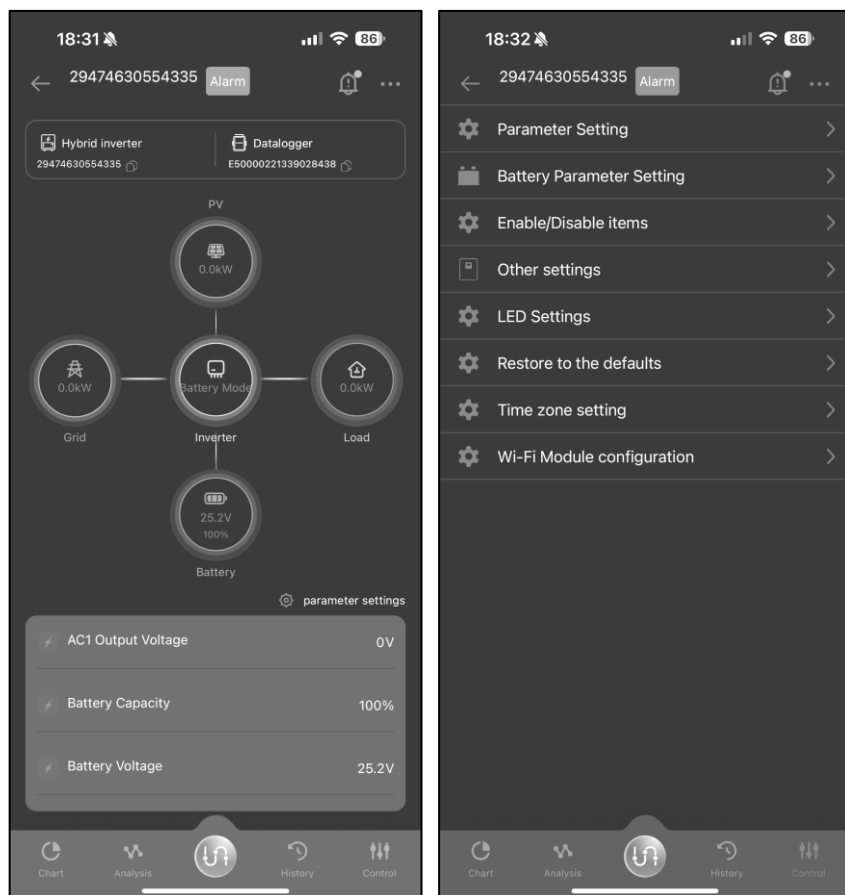 18:31
86
29474630554335 Alarm
Hybrid inverter
29474630554335
Datalogger
E50000221339028438
PV
0.0kW
0.0kW
Battery Mode
0.0kW
Grid
Inverter
Load
25.2V
100%
Battery
parameter settings
AC1 Output Voltage 0V
Battery Capacity 100%
Battery Voltage 25.2V
Chart
Analysis
History
Control
18:32
86
29474630554335 Alarm
Parameter Setting
Battery Parameter Setting
Enable/Disable items
Other settings
LED Settings
Restore to the defaults
Time zone setting
Wi-Fi Module configuration
Chart
Analysis
History
Control